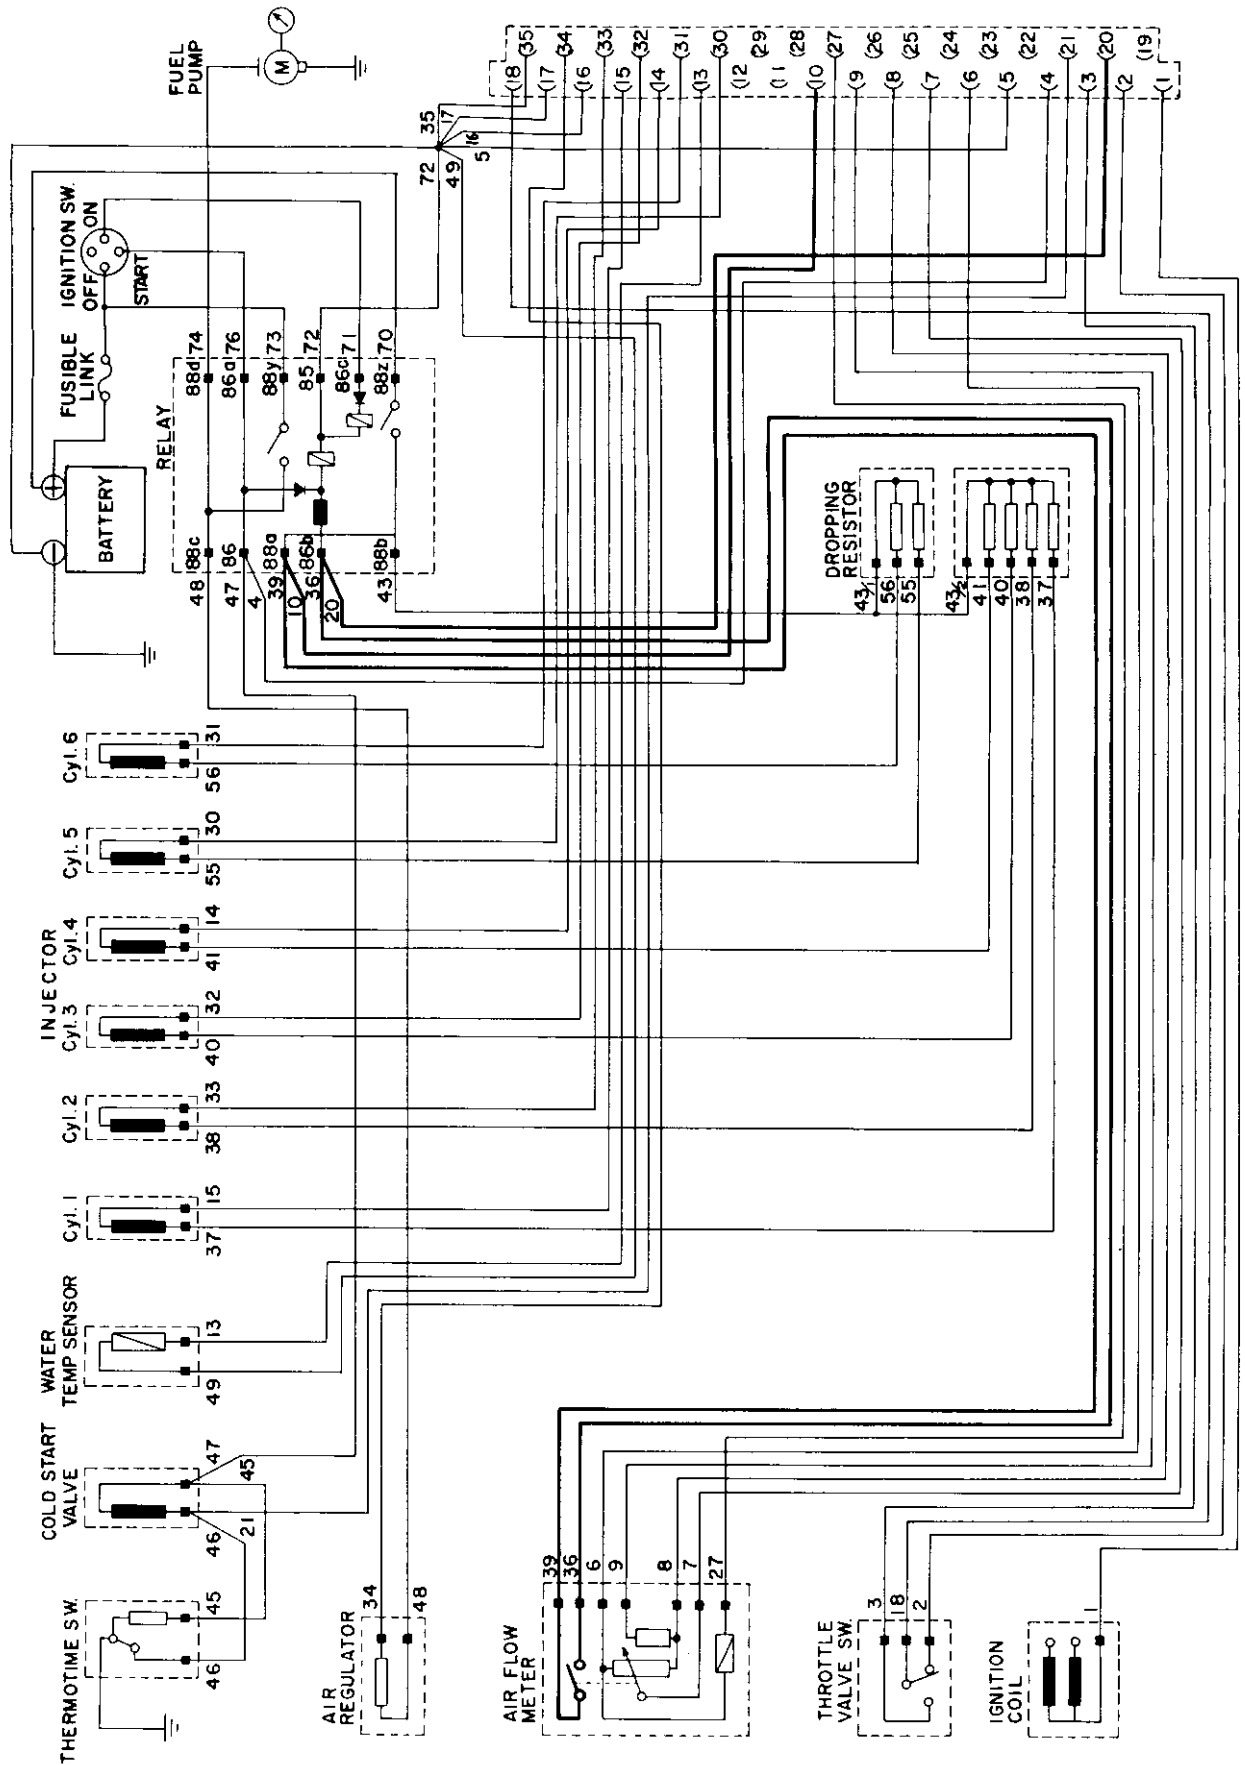 FUEL
PUMP
M
IGNITION SW.
OFF
ON
START
FUSIBLE
LINK
BATTERY
RELAY
88d 74
86a 76
88y 73
85 72
86c 71
88z 70
88c
86
88a
86b
88b
48
47
4
39
10
36
20
43
35
17
16
5
72
49
(35
(34
(33
(32
(31
(30
(29
(28
(27
(26
(25
(24
(23
(22
(21
(20
(19
(18
(17
(16
(15
(14
(13
(12
(11
(10
(9
(8
(7
(6
(5
(4
(3
(2
(1
DROPPING
RESISTOR
43/1
56
55
43/2
41
40
38
37
INJECTOR
Cyl. 6
56
31
Cyl. 5
55
30
Cyl. 4
41
14
Cyl. 3
40
32
Cyl. 2
38
33
Cyl. 1
37
15
WATER
TEMP SENSOR
49
13
COLD START
VALVE
46
21
47
45
THERMOTIME SW.
46
45
AIR
REGULATOR
34
48
AIR FLOW
METER
39
36
6
9
8
7
27
THROTTLE
VALVE SW.
3
18
2
IGNITION
COIL
1